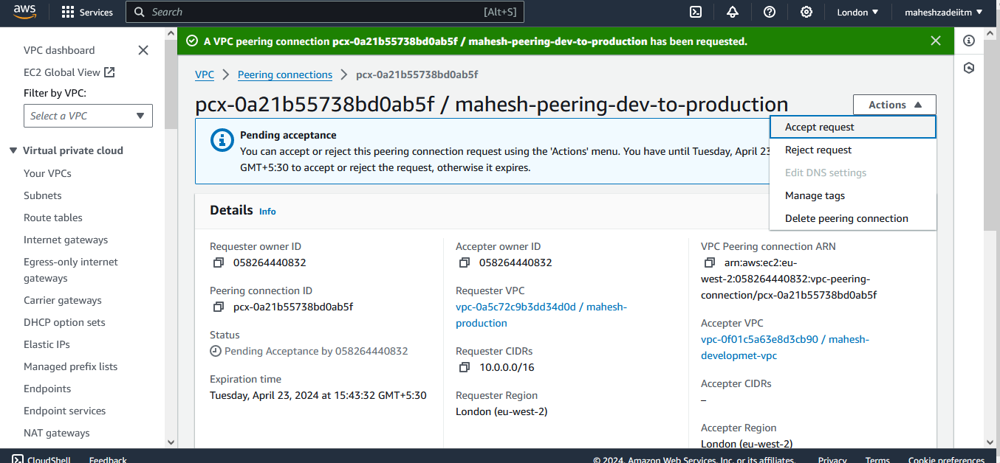 aws
Services
Search
[Alt+S]
London
maheshzadeiitm
VPC dashboard
EC2 Global View
Filter by VPC:
Select a VPC
Virtual private cloud
Your VPCs
Subnets
Route tables
Internet gateways
Egress-only internet
gateways
Carrier gateways
DHCP option sets
Elastic IPs
Managed prefix lists
Endpoints
Endpoint services
NAT gateways
A VPC peering connection pcx-0a21b55738bd0ab5f / mahesh-peering-dev-to-production has been requested.
VPC
Peering connections
pcx-0a21b55738bd0ab5f
pcx-0a21b55738bd0ab5f / mahesh-peering-dev-to-production
Actions
Accept request
Reject request
Edit DNS settings
Manage tags
Delete peering connection
Pending acceptance
You can accept or reject this peering connection request using the 'Actions' menu. You have until Tuesday, April 23
GMT+5:30 to accept or reject the request, otherwise it expires.
Details Info
Requester owner ID
058264440832
Peering connection ID
pcx-0a21b55738bd0ab5f
Status
Pending Acceptance by 058264440832
Expiration time
Tuesday, April 23, 2024 at 15:43:32 GMT+5:30
Accepter owner ID
058264440832
Requester VPC
vpc-0a5c72c9b3dd34d0d / mahesh-
production
Requester CIDRs
10.0.0.0/16
Requester Region
London (eu-west-2)
VPC Peering connection ARN
arn:aws:ec2:eu-
west-2:058264440832:vpc-peering-
connection/pcx-0a21b55738bd0ab5f
Accepter VPC
vpc-0f01c5a63e8d3cb90 / mahesh-
developmet-vpc
Accepter CIDRs
–
Accepter Region
London (eu-west-2)
CloudShell
Feedback
© 2024, Amazon Web Services, Inc. or its affiliates.
Privacy
Terms
Cookie preferences